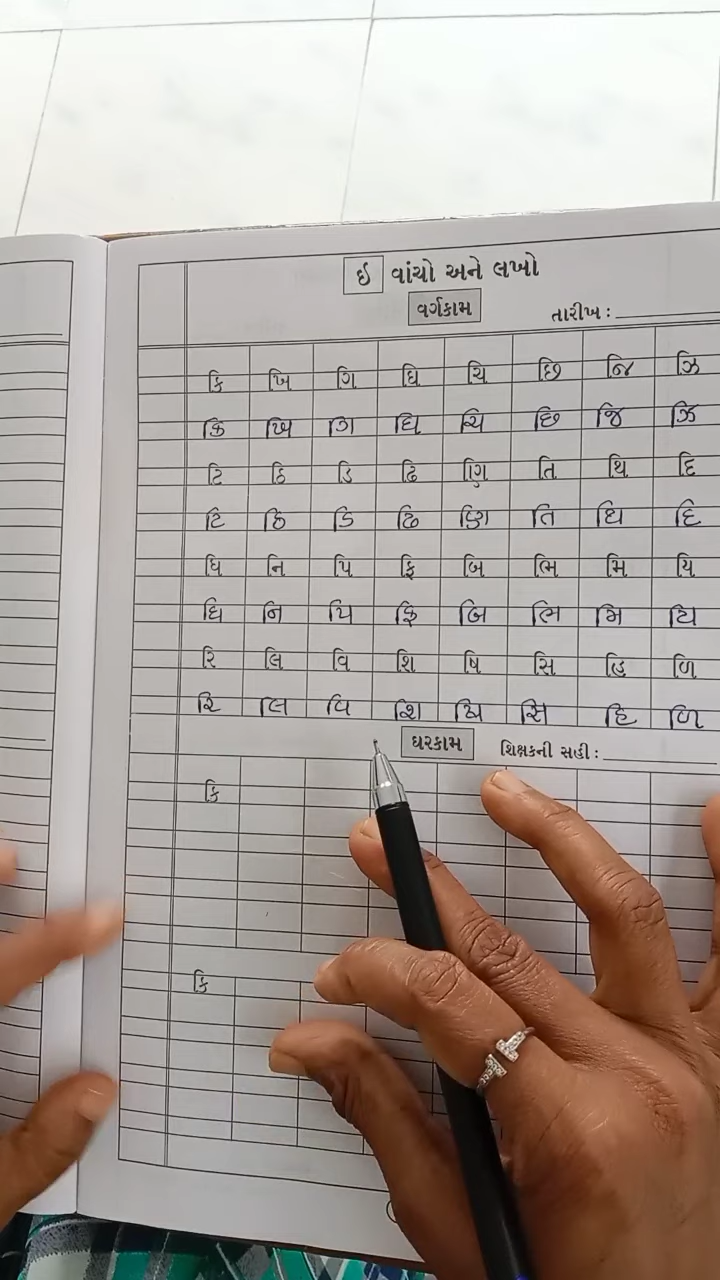 ઇ વાંચો અને લખો
વર્ગકામ
તારીખ :
કિ ખિ ગિ ઘિ ચિ છિ જિ ઝિ
કિ ખિ ગિ ઘિ ચિ છિ જિ ઝિ
ટિ ઠિ ડિ ઢિ ણિ તિ થિ દિ
ટિ ઠિ ડિ ઢિ ણિ તિ થિ દિ
ધિ નિ પિ ફિ બિ ભિ મિ યિ
ધિ નિ પિ ફિ બિ ભિ મિ યિ
રિ લિ વિ શિ ષિ સિ હિ ળિ
રિ લિ વિ શિ ષિ સિ હિ ળિ
ઘરકામ શિક્ષકની સહી :
કિ
કિ